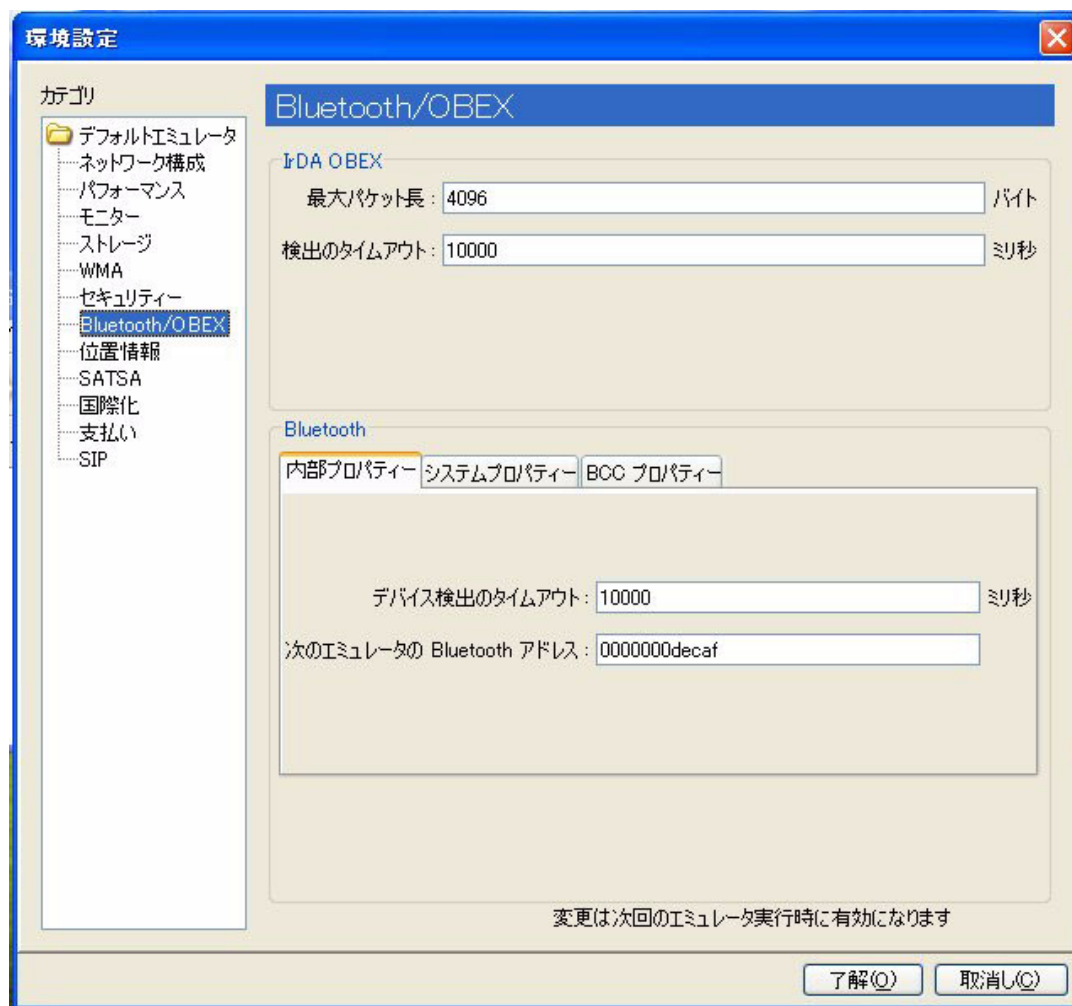 環境設定
カテゴリ
デフォルトエミュレータ
ネットワーク構成
パフォーマンス
モニター
ストレージ
WMA
セキュリティー
Bluetooth/OBEX
位置情報
SATSA
国際化
支払い
SIP
Bluetooth/OBEX
IrDA OBEX
最大パケット長: 4096 バイト
検出のタイムアウト: 10000 ミリ秒
Bluetooth
内部プロパティー システムプロパティー BCC プロパティー
デバイス検出のタイムアウト: 10000 ミリ秒
次のエミュレータの Bluetooth アドレス: 0000000decaf
変更は次回のエミュレータ実行時に有効になります
了解(O) 取消し(C)